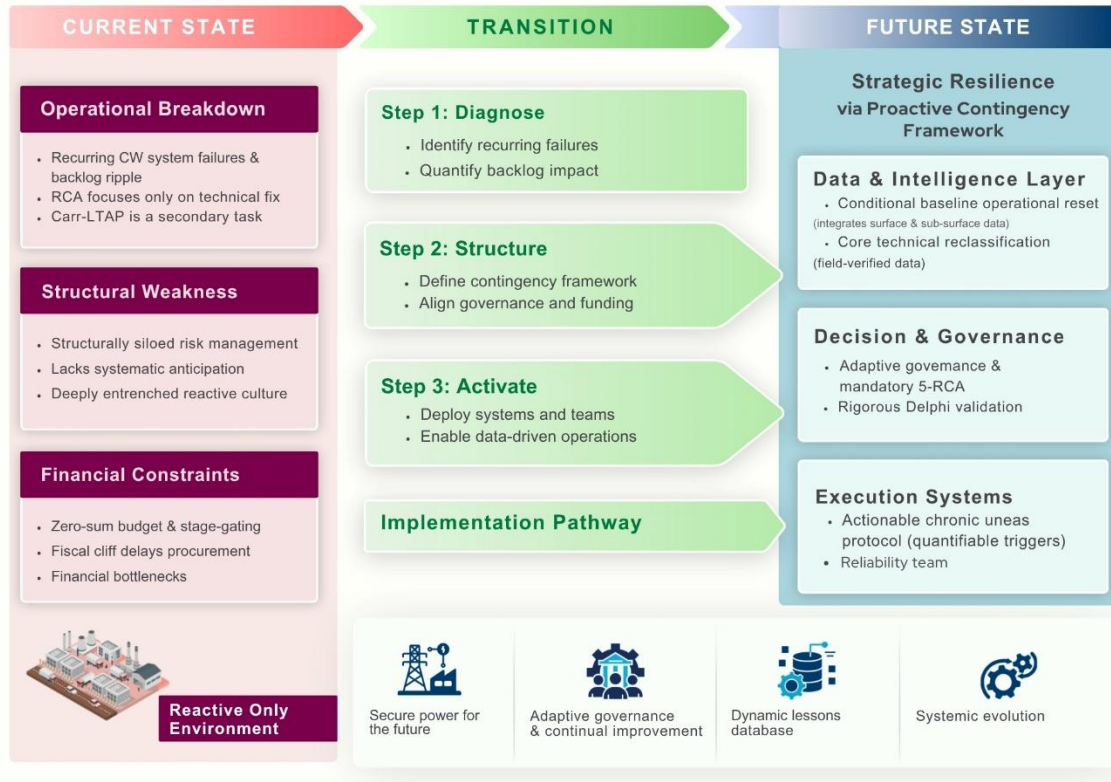 CURRENT STATE
TRANSITION
FUTURE STATE
Operational Breakdown
• Recurring CW system failures &
backlog ripple
• RCA focuses only on technical fix
• Carr-LTAP is a secondary task
Structural Weakness
• Structurally siloed risk management
• Lacks systematic anticipation
• Deeply entrenched reactive culture
Financial Constraints
• Zero-sum budget & stage-gating
• Fiscal cliff delays procurement
• Financial bottlenecks
Reactive Only
Environment
Step 1: Diagnose
• Identify recurring failures
• Quantify backlog impact
Step 2: Structure
• Define contingency framework
• Align governance and funding
Step 3: Activate
• Deploy systems and teams
• Enable data-driven operations
Implementation Pathway
Strategic Resilience
via Proactive Contingency
Framework
Data & Intelligence Layer
• Conditional baseline operational reset
(integrates surface & sub-surface data)
• Core technical reclassification
(field-verified data)
Decision & Governance
• Adaptive govemance &
mandatory 5-RCA
• Rigorous Delphi validation
Execution Systems
• Actionable chronic uneas
protocol (quantifiable triggers)
• Reliability team
Secure power for
the future
Adaptive governance
& continual improvement
Dynamic lessons
database
Systemic evolution